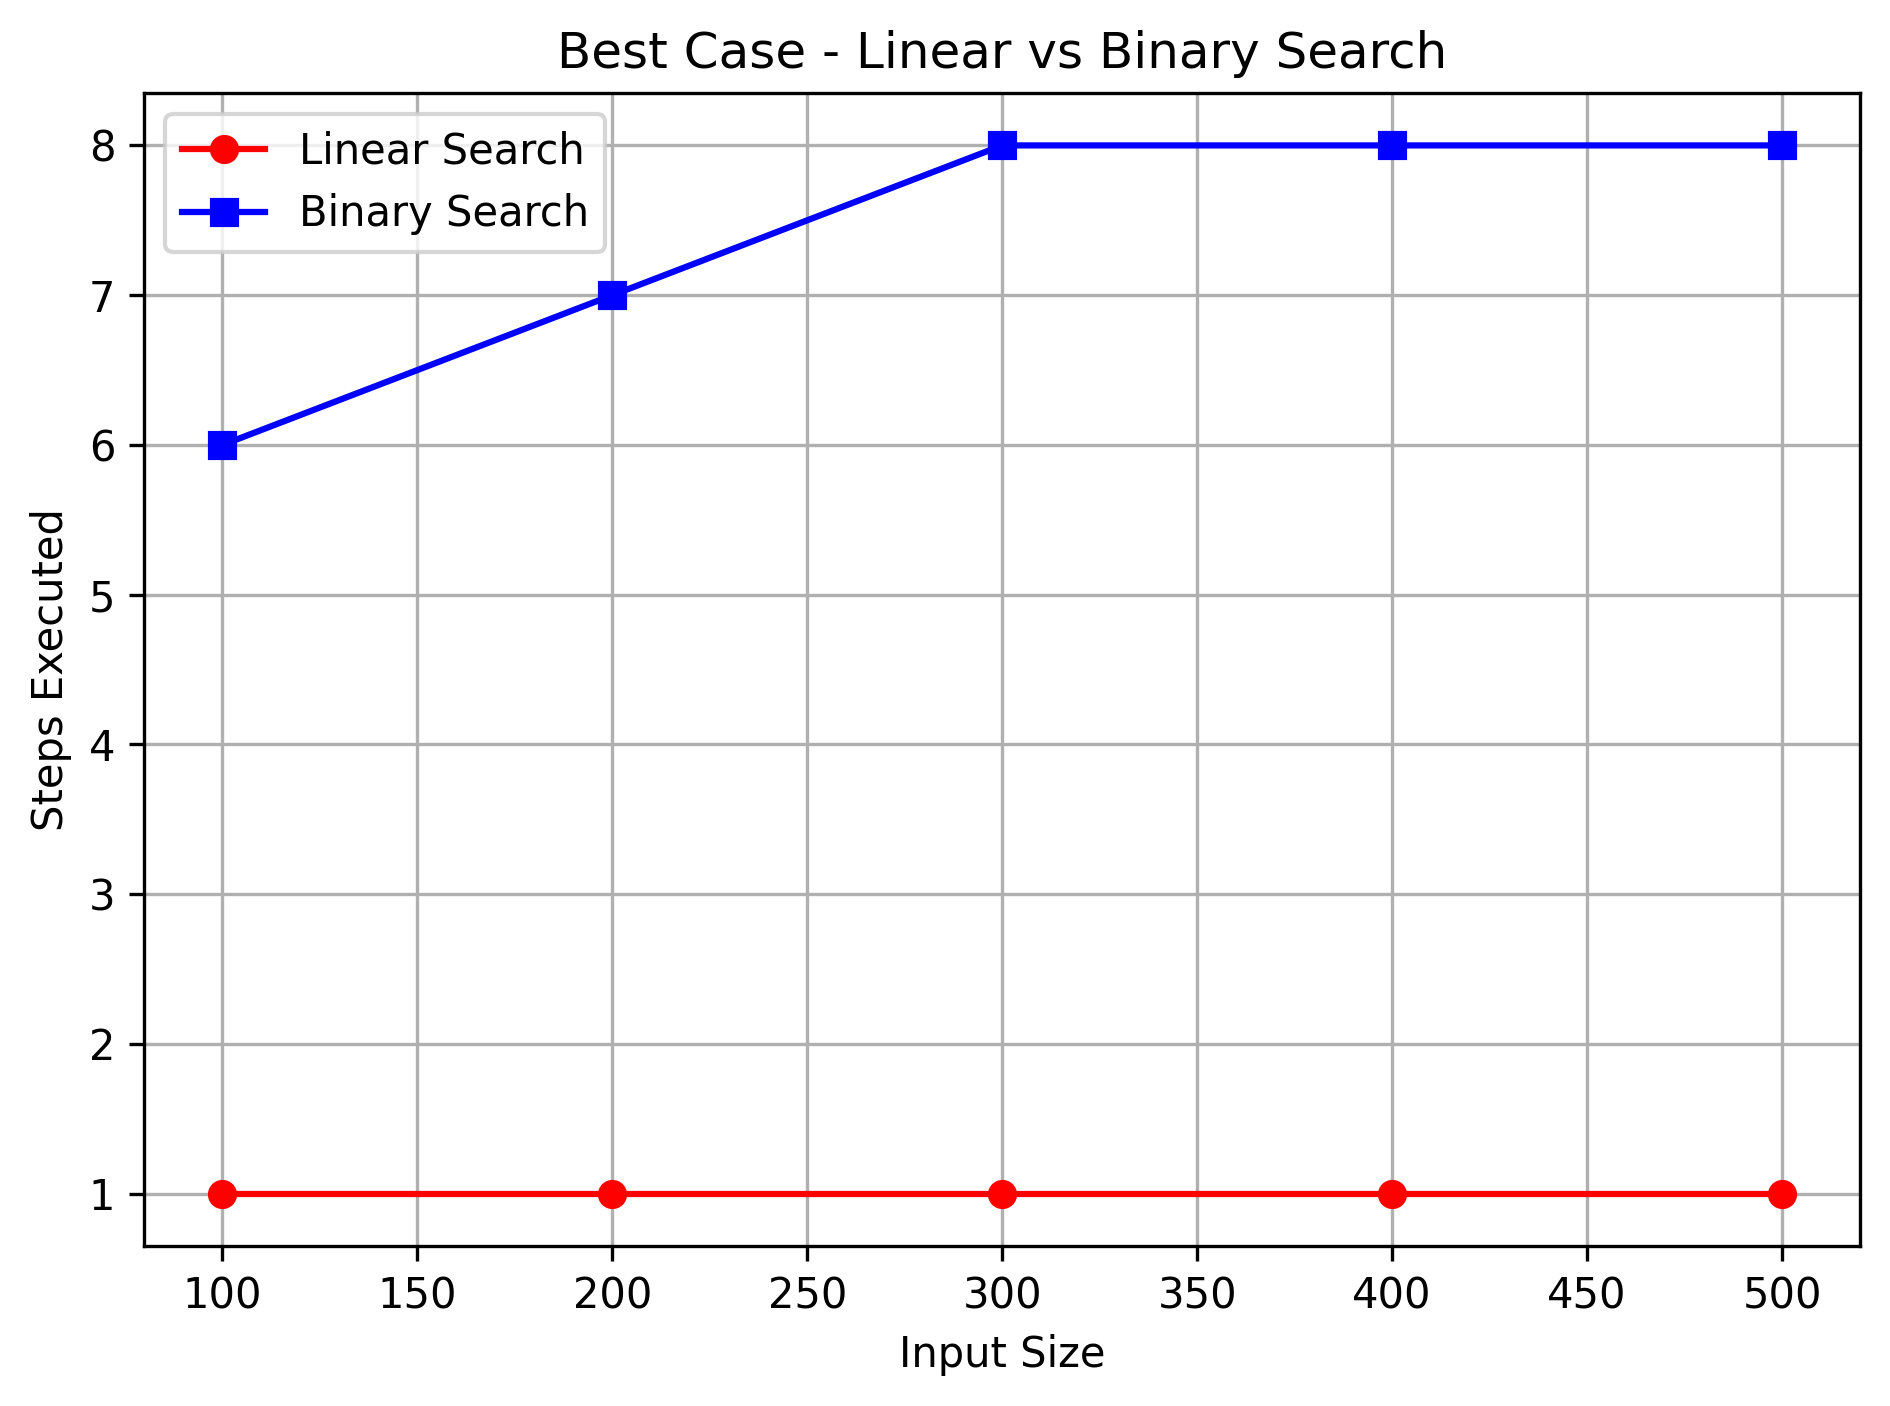 Best Case - Linear vs Binary Search
Linear Search
Binary Search
8
7
6
5
4
3
2
1
Steps Executed
100 150 200 250 300 350 400 450 500
Input Size